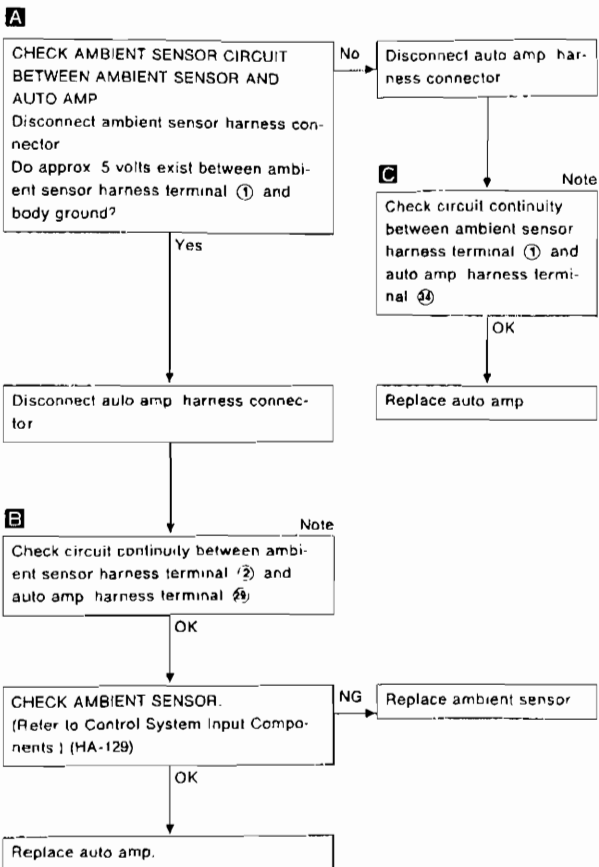 A
CHECK AMBIENT SENSOR CIRCUIT
BETWEEN AMBIENT SENSOR AND
AUTO AMP
Disconnect ambient sensor harness con-
nector
Do approx 5 volts exist between ambi-
ent sensor harness terminal ① and
body ground?
No
Disconnect auto amp har-
ness connector
C
Note
Check circuit continuity
between ambient sensor
harness terminal ① and
auto amp harness termi-
nal ㉞
OK
Replace auto amp
Yes
Disconnect auto amp harness connec-
tor
B
Note
Check circuit continuity between ambi-
ent sensor harness terminal ② and
auto amp harness terminal ㉙
OK
CHECK AMBIENT SENSOR.
(Refer to Control System Input Compo-
nents ) (HA-129)
NG
Replace ambient sensor
OK
Replace auto amp.